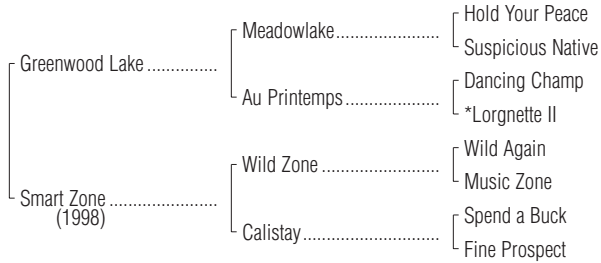 Hold Your Peace
Meadowlake
Suspicious Native
Greenwood Lake
Dancing Champ
Au Printemps
*Lorgnette II
Wild Again
Wild Zone
Music Zone
Smart Zone
(1998)
Spend a Buck
Calistay
Fine Prospect